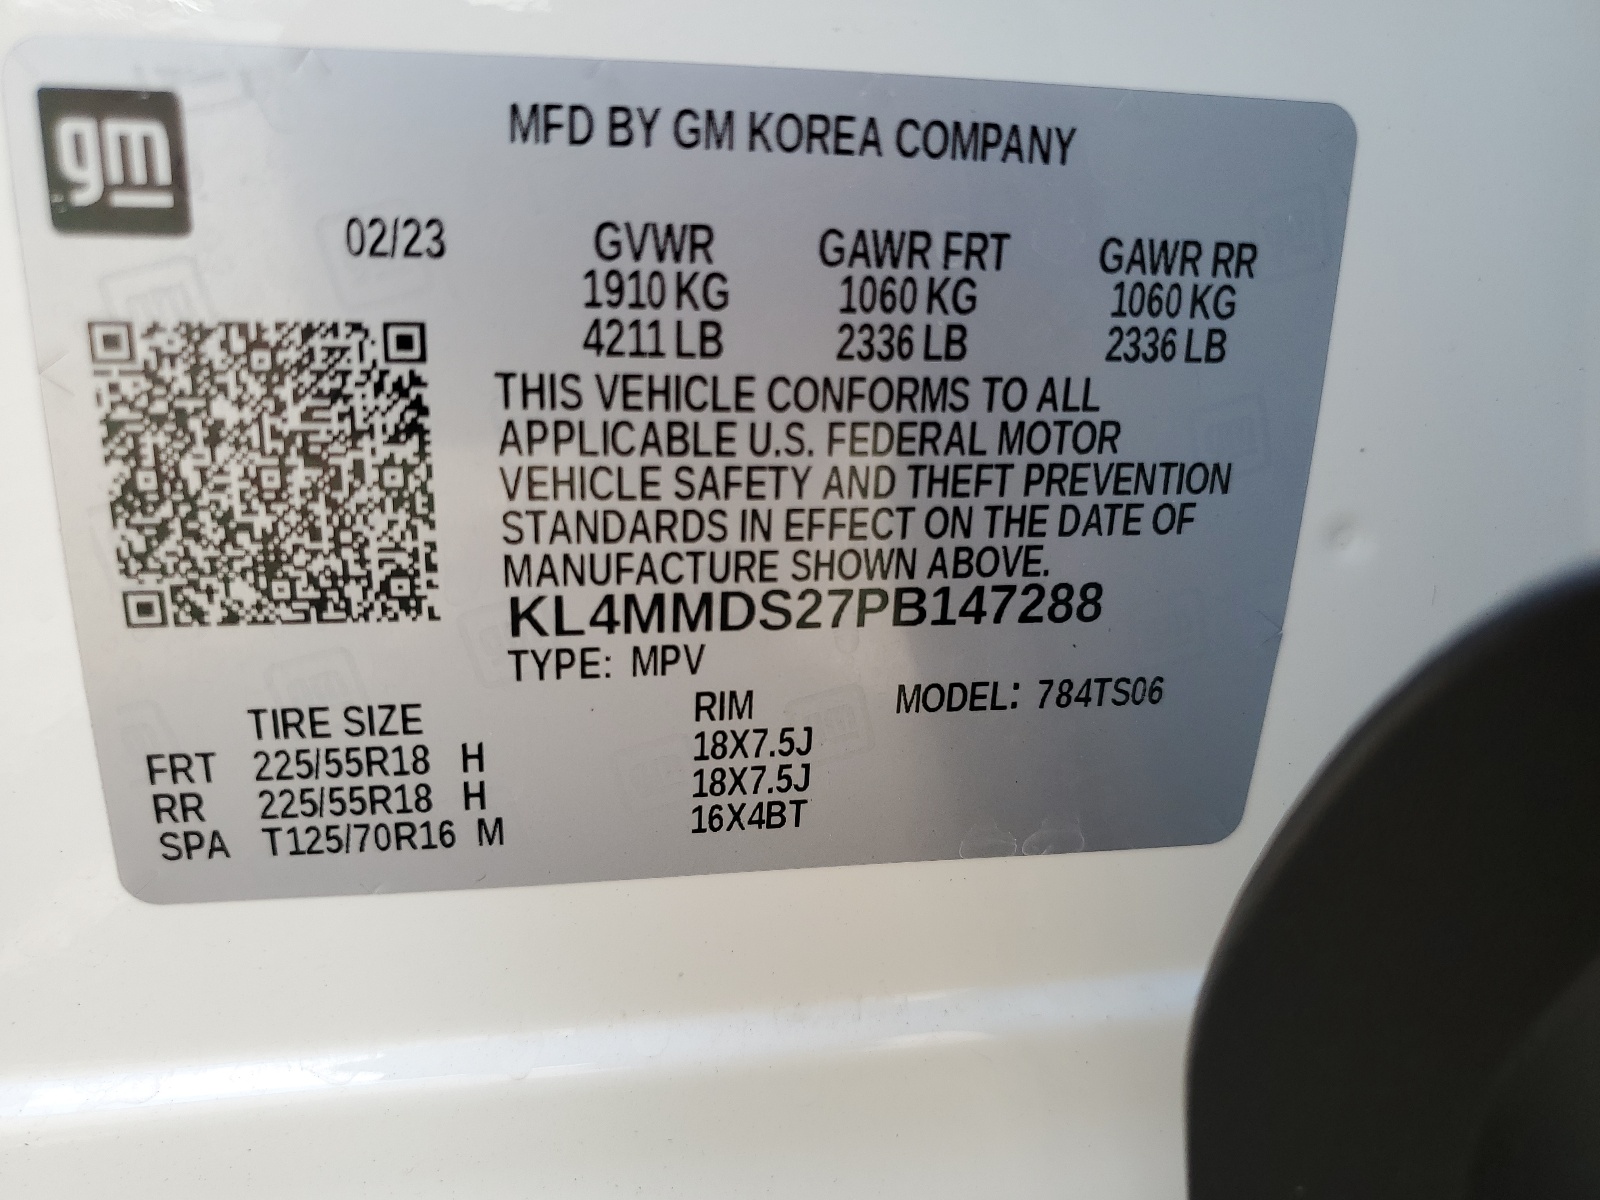 gm
MFD BY GM KOREA COMPANY
02/23 GVWR GAWR FRT GAWR RR
1910 KG 1060 KG 1060 KG
4211 LB 2336 LB 2336 LB
THIS VEHICLE CONFORMS TO ALL
APPLICABLE U.S. FEDERAL MOTOR
VEHICLE SAFETY AND THEFT PREVENTION
STANDARDS IN EFFECT ON THE DATE OF
MANUFACTURE SHOWN ABOVE.
KL4MMDS27PB147288
TYPE: MPV
TIRE SIZE RIM MODEL: 784TS06
FRT 225/55R18 H 18X7.5J
RR 225/55R18 H 18X7.5J
SPA T125/70R16 M 16X4BT